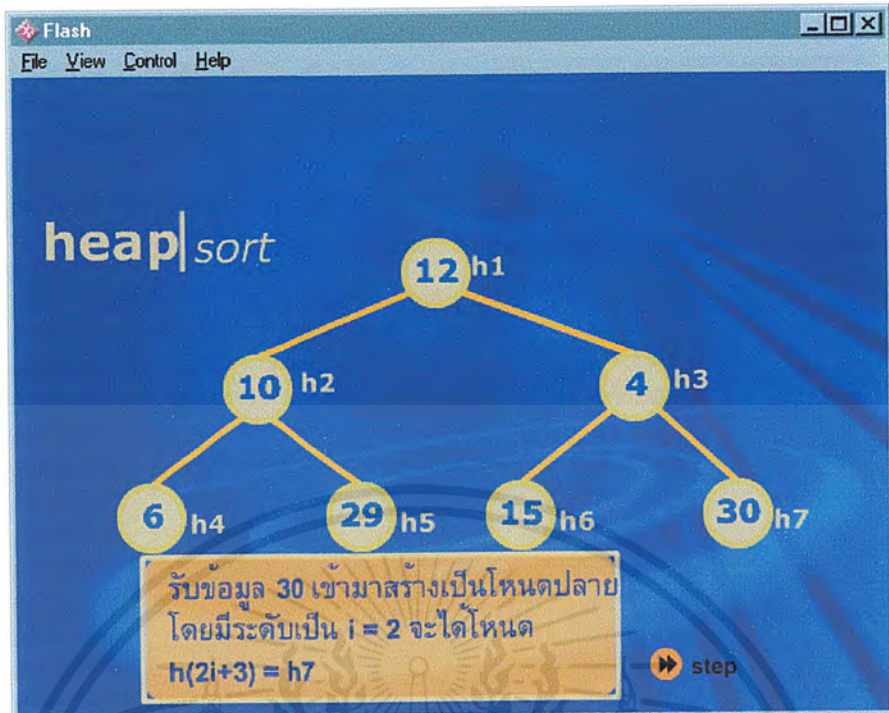 Flash
File View Control Help
heap sort
12 h1
10 h2 4 h3
6 h4 29 h5 15 h6 30 h7
รับข้อมูล 30 เข้ามาสร้างเป็นโหนดปลาย
โดยมีระดับเป็น i = 2 จะได้โหนด
h(2i+3) = h7
step